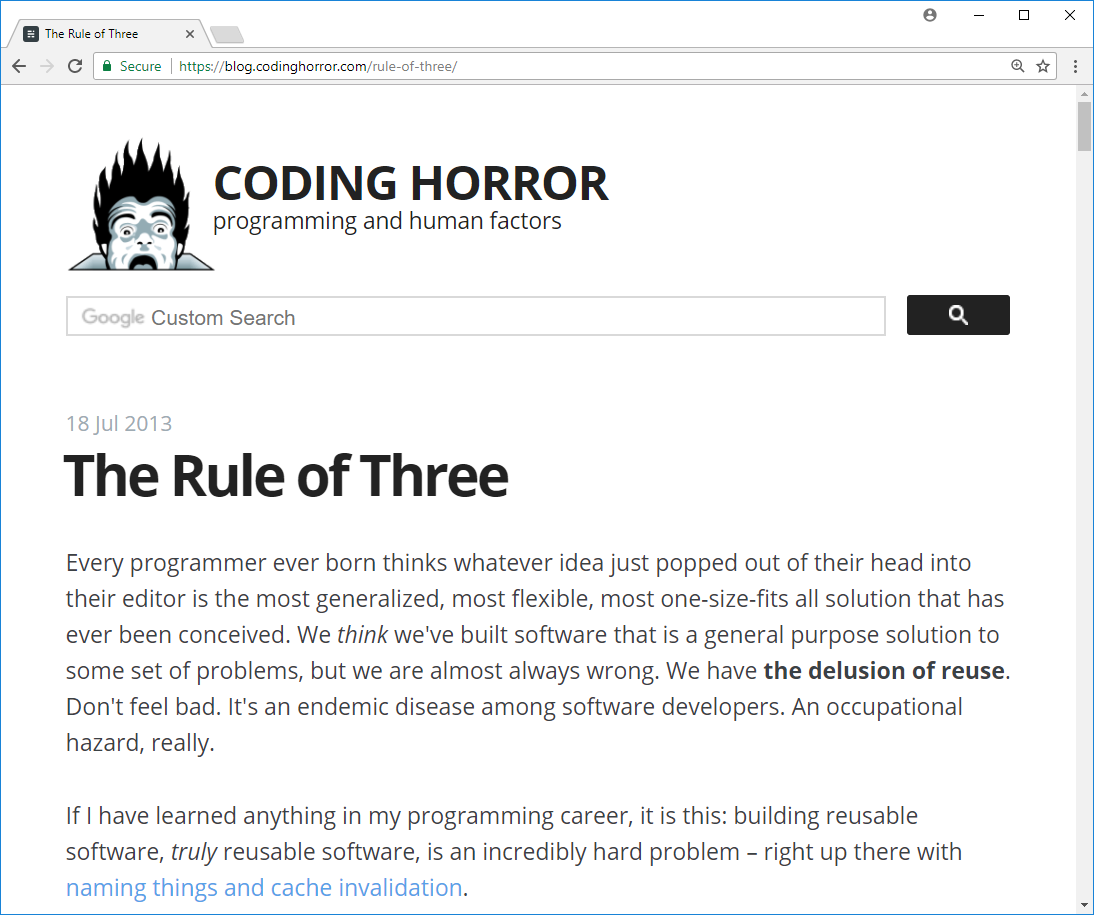 The Rule of Three
Secure https://blog.codinghorror.com/rule-of-three/
CODING HORROR
programming and human factors
Google Custom Search
18 Jul 2013
The Rule of Three
Every programmer ever born thinks whatever idea just popped out of their head into
their editor is the most generalized, most flexible, most one-size-fits all solution that has
ever been conceived. We think we've built software that is a general purpose solution to
some set of problems, but we are almost always wrong. We have the delusion of reuse.
Don't feel bad. It's an endemic disease among software developers. An occupational
hazard, really.
If I have learned anything in my programming career, it is this: building reusable
software, truly reusable software, is an incredibly hard problem – right up there with
naming things and cache invalidation.